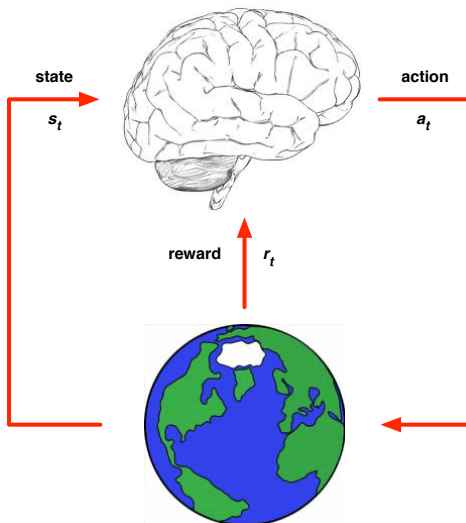 state
action
s_t
a_t
reward
r_t